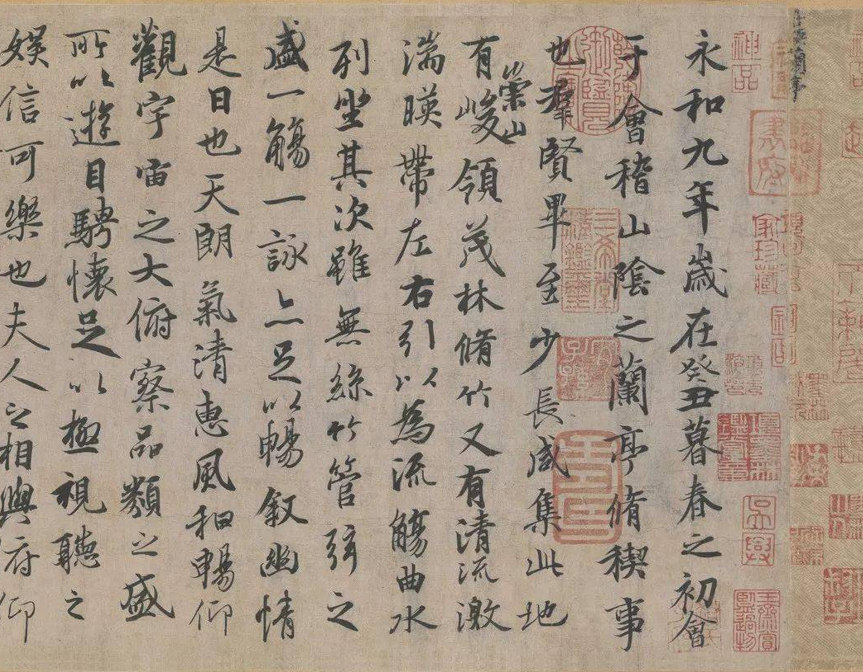 永和九年歲在癸丑暮春之初會
于會稽山陰之蘭亭脩稧事
也羣賢畢至少長咸集此地
有崇山峻領茂林脩竹又有清流激
湍暎帶左右引以為流觴曲水
列坐其次雖無絲竹管弦之
盛一觴一詠亦足以暢敘幽情
是日也天朗氣清惠風和暢仰
觀宇宙之大俯察品類之盛
所以遊目騁懷足以極視聽之
娛信可樂也夫人之相與俯仰